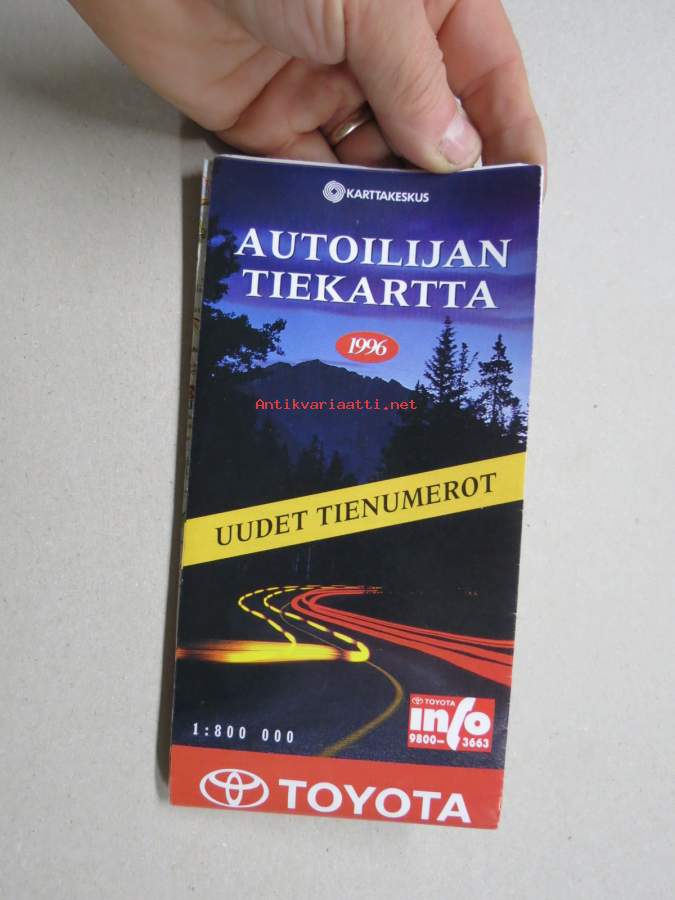 KARTTAKESKUS
AUTOILIJAN
TIEKARTTA
1996
Antikvariaatti.net
UUDET TIENUMEROT
1:800 000
TOYOTA
info
9800- 3663
TOYOTA